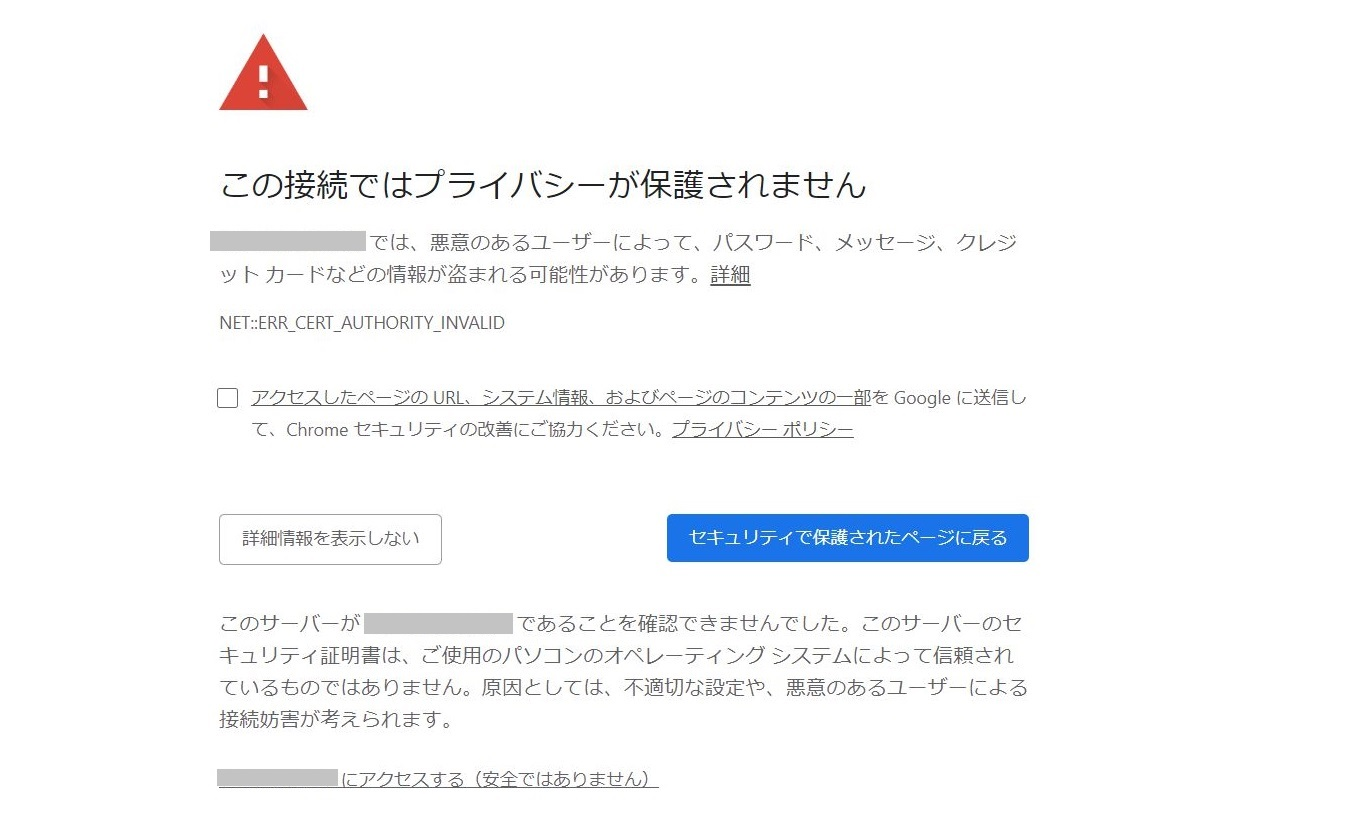 この接続ではプライバシーが保護されません
では、悪意のあるユーザーによって、パスワード、メッセージ、クレジ
ット カードなどの情報が盗まれる可能性があります。詳細
NET::ERR_CERT_AUTHORITY_INVALID
アクセスしたページの URL、システム情報、およびページのコンテンツの一部を Google に送信し
て、Chrome セキュリティの改善にご協力ください。プライバシー ポリシー
詳細情報を表示しない
セキュリティで保護されたページに戻る
このサーバーが であることを確認できませんでした。このサーバーのセ
キュリティ証明書は、ご使用のパソコンのオペレーティング システムによって信頼され
ているものではありません。原因としては、不適切な設定や、悪意のあるユーザーによる
接続妨害が考えられます。
にアクセスする（安全ではありません）